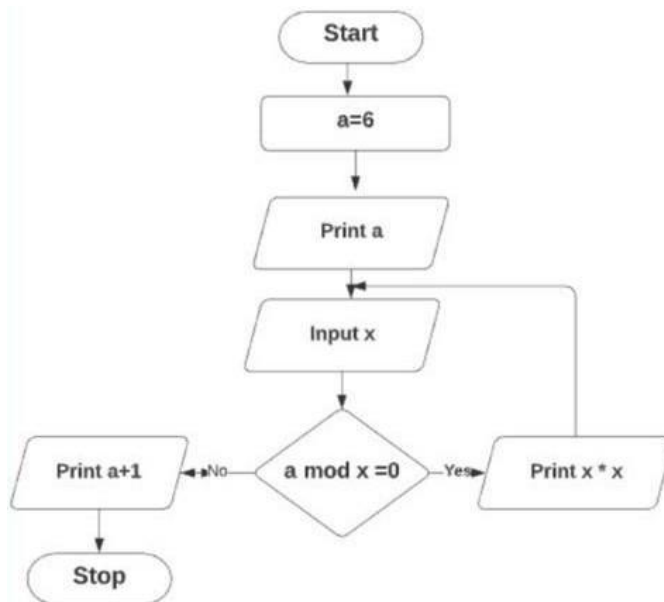 Start
a=6
Print a
Input x
a mod x =0
No
Yes
Print a+1
Print x * x
Stop